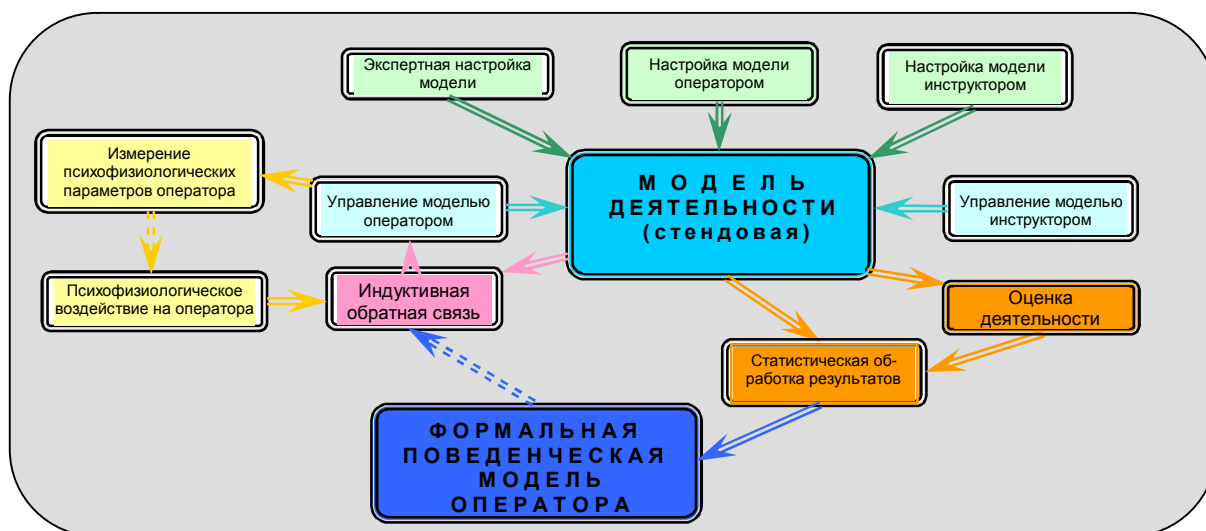 Экспертная настройка
модели
Настройка модели
оператором
Настройка модели
инструктором
Измерение
психофизиологических
параметров оператора
Управление моделью
оператором
М О Д Е Л Ь
Д Е Я Т Е Л Ь Н О С Т И
( с т е н д о в а я )
Управление моделью
инструктором
Психофизиологическое
воздействие на оператора
Индуктивная
обратная связь
Оценка
деятельности
Статистическая об-
работка результатов
Ф О Р М А Л Ь Н А Я
П О В Е Д Е Н Ч Е С К А Я
М О Д Е Л Ь
О П Е Р А Т О Р А